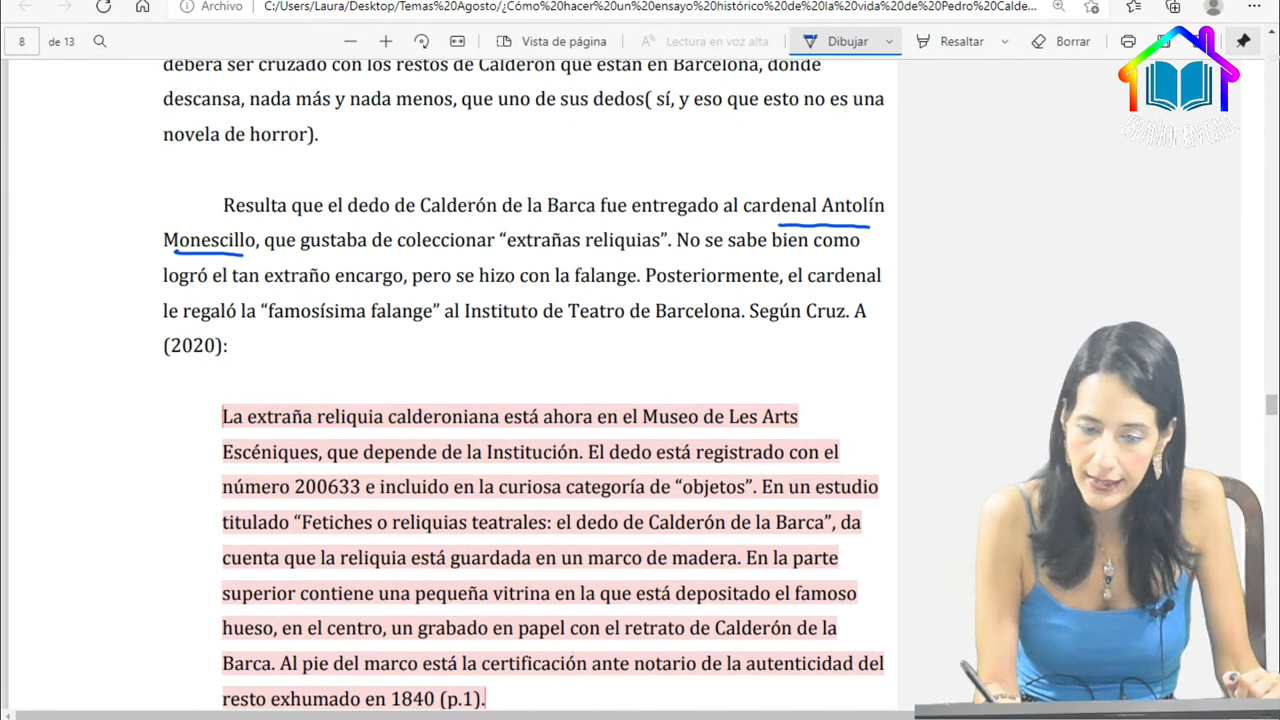 Archivo
C:/Users/Laura/Desktop/Temas%20Agosto/¿Cómo%20hacer%20un%20ensayo%20histórico%20de%20la%20vida%20de%20Pedro%20Calde...
8 de 13
Vista de página
Lectura en voz alta
Dibujar
Resaltar
Borrar
deberá ser cruzado con los restos de Calderón que están en Barcelona, donde
descansa, nada más y nada menos, que uno de sus dedos( sí, y eso que esto no es una
novela de horror).
Resulta que el dedo de Calderón de la Barca fue entregado al cardenal Antolín
Monescillo, que gustaba de coleccionar “extrañas reliquias”. No se sabe bien como
logró el tan extraño encargo, pero se hizo con la falange. Posteriormente, el cardenal
le regaló la “famosísima falange” al Instituto de Teatro de Barcelona. Según Cruz. A
(2020):
La extraña reliquia calderoniana está ahora en el Museo de Les Arts
Escéniques, que depende de la Institución. El dedo está registrado con el
número 200633 e incluido en la curiosa categoría de “objetos”. En un estudio
titulado “Fetiches o reliquias teatrales: el dedo de Calderón de la Barca”, da
cuenta que la reliquia está guardada en un marco de madera. En la parte
superior contiene una pequeña vitrina en la que está depositado el famoso
hueso, en el centro, un grabado en papel con el retrato de Calderón de la
Barca. Al pie del marco está la certificación ante notario de la autenticidad del
resto exhumado en 1840 (p.1).
ESPAÑOL EN CASA